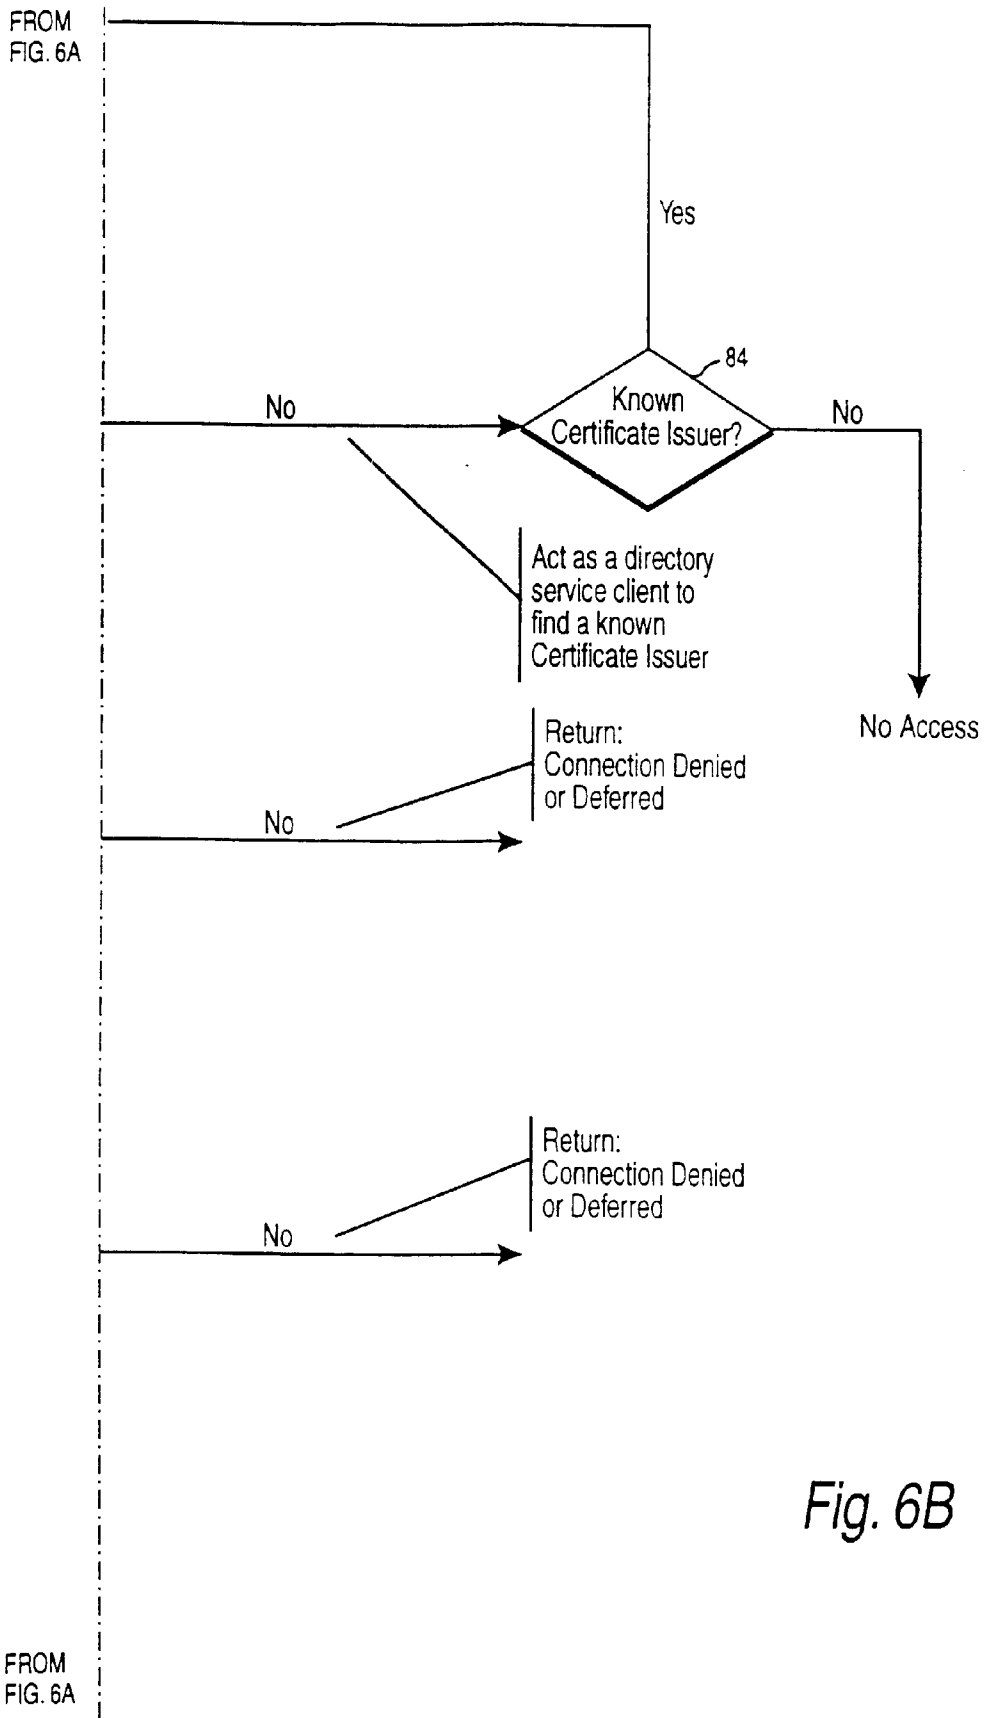 FROM
FIG. 6A
Yes
84
Known
Certificate Issuer?
No
No
Act as a directory
service client to
find a known
Certificate Issuer
No Access
Return:
Connection Denied
or Deferred
No
Return:
Connection Denied
or Deferred
No
Fig. 6B
FROM
FIG. 6A